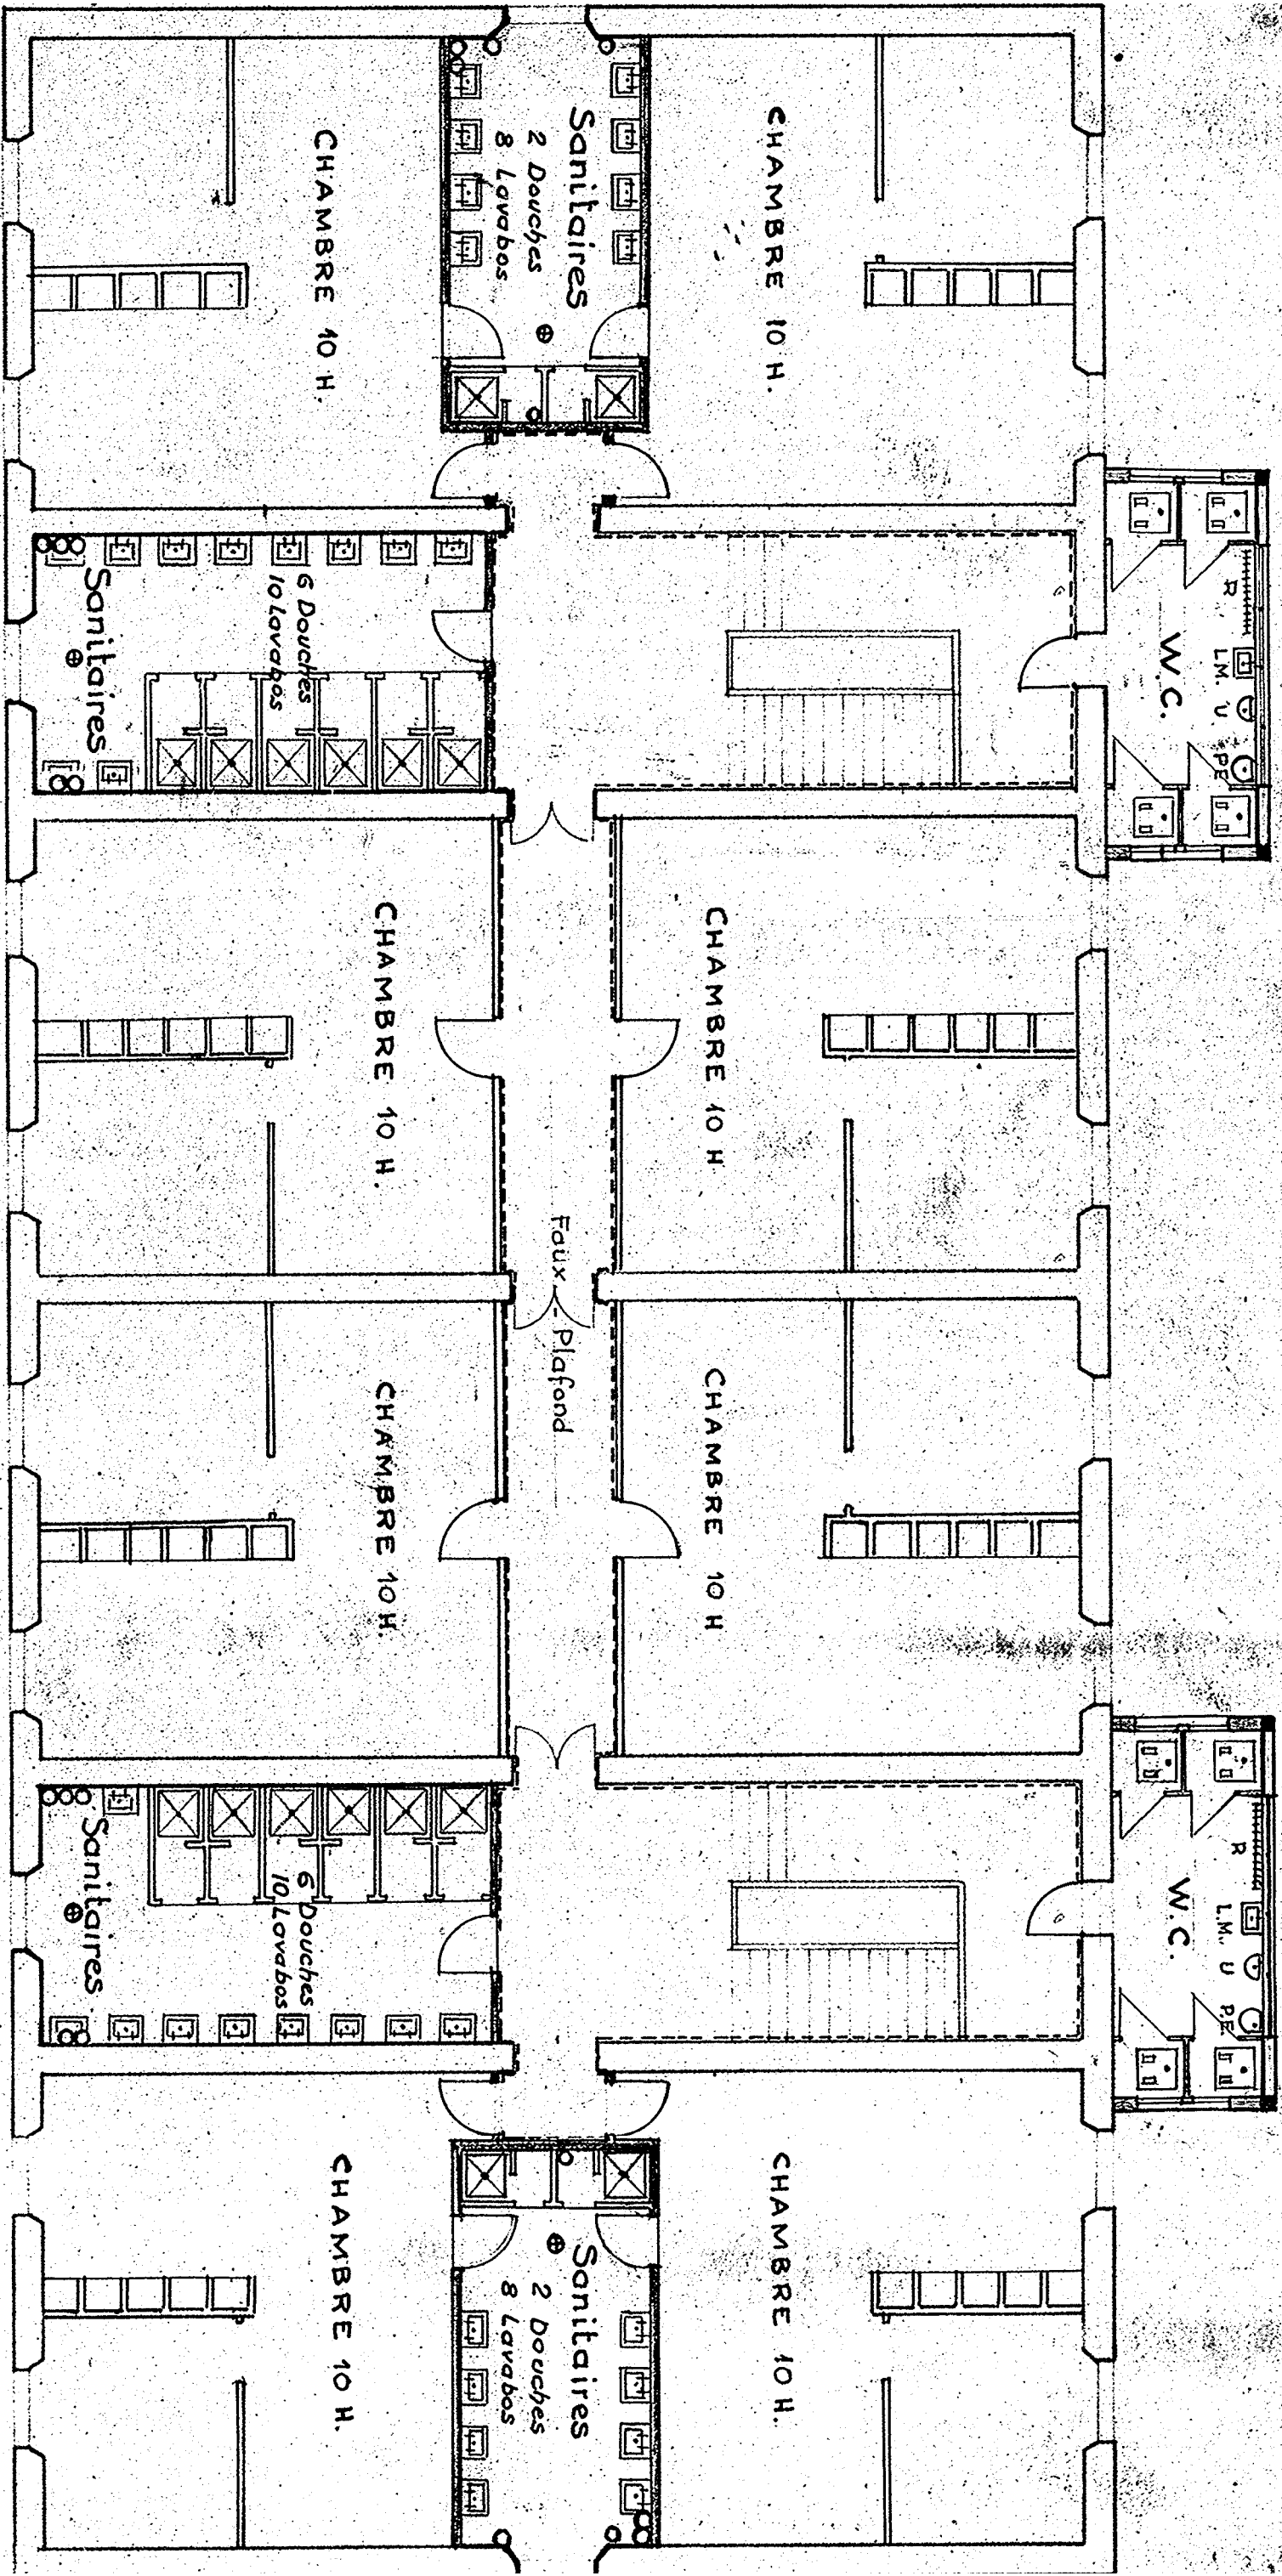 CHAMBRE 10 H.
Sanitaires
2 Douches
8 Lavabos
CHAMBRE 10 H.
R
L.M.
U
P.E
W.C.
6 Douches
10 Lavabos
Sanitaires
CHAMBRE 10 H
CHAMBRE 10 H.
Faux - Plafond
CHAMBRE 10 H
CHAMBRE 10 H.
R
L.M.
U
P.E
W.C.
6 Douches
10 Lavabos
Sanitaires
CHAMBRE 10 H.
Sanitaires
2 Douches
8 Lavabos
CHAMBRE 10 H.